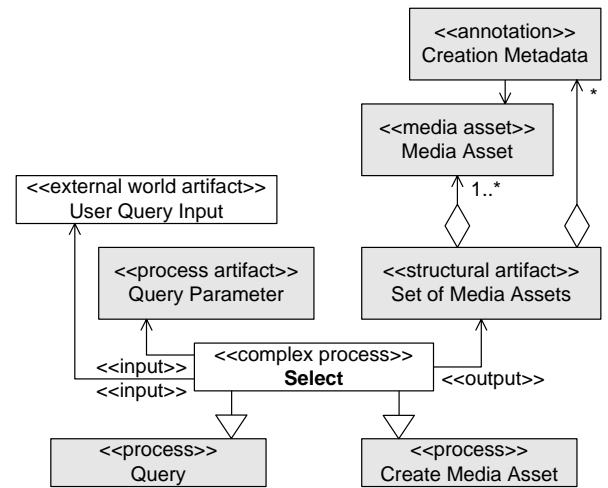 <<annotation>>
Creation Metadata
*
<<media asset>>
Media Asset
1..*
<<external world artifact>>
User Query Input
<<process artifact>>
Query Parameter
<<structural artifact>>
Set of Media Assets
<<complex process>>
Select
<<input>>
<<input>>
<<output>>
<<process>>
Query
<<process>>
Create Media Asset